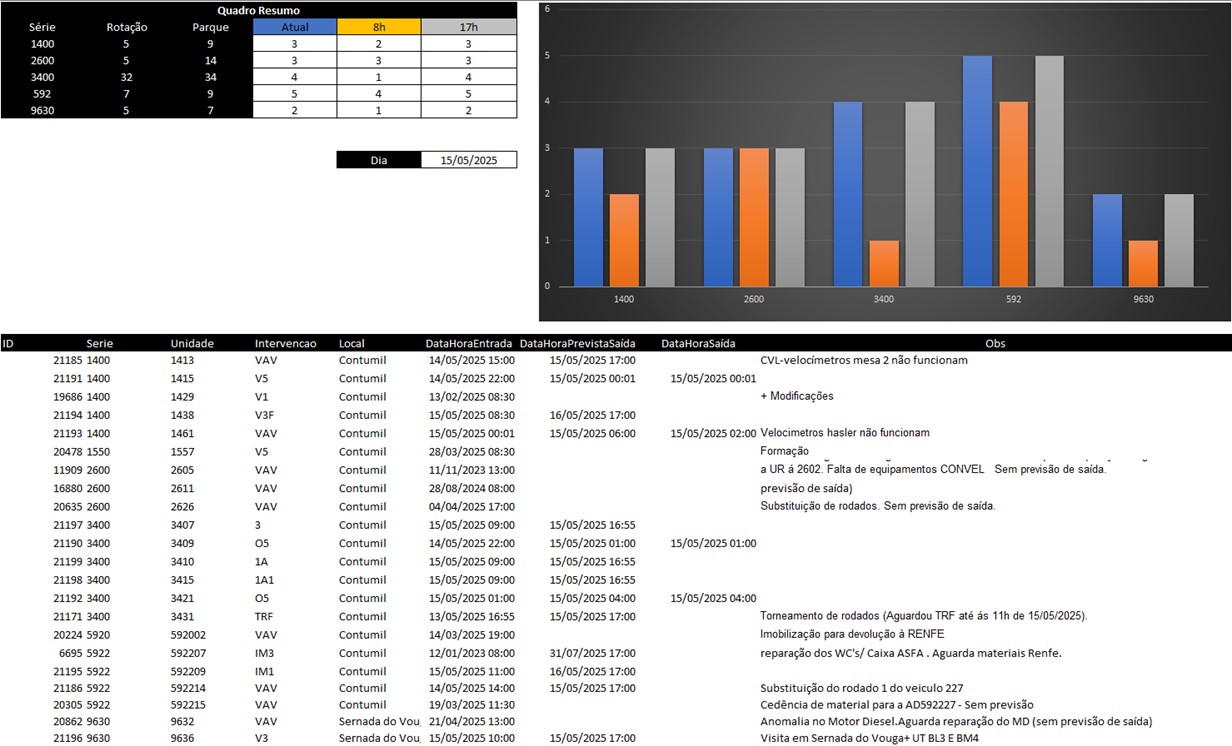 Quadro Resumo
Série Rotação Parque Atual 8h 17h
1400 5 9 3 2 3
2600 5 14 3 3 3
3400 32 34 4 1 4
592 7 9 5 4 5
9630 5 7 2 1 2
Dia 15/05/2025
6
5
4
3
2
1
0
1400 2600 3400 592 9630
ID Serie Unidade Intervencao Local DataHoraEntrada DataHoraPrevistaSaída DataHoraSaída Obs
21185 1400 1413 VAV Contumil 14/05/2025 15:00 15/05/2025 17:00 CVL-velocímetros mesa 2 não funcionam
21191 1400 1415 V5 Contumil 14/05/2025 22:00 15/05/2025 00:01 15/05/2025 00:01
19686 1400 1429 V1 Contumil 13/02/2025 08:30 + Modificações
21194 1400 1438 V3F Contumil 15/05/2025 08:30 16/05/2025 17:00
21193 1400 1461 VAV Contumil 15/05/2025 00:01 15/05/2025 06:00 15/05/2025 02:00 Velocimetros hasler não funcionam
20478 1550 1557 V5 Contumil 28/03/2025 08:30 Formação
11909 2600 2605 VAV Contumil 11/11/2023 13:00 a UR á 2602. Falta de equipamentos CONVEL Sem previsão de saída.
16880 2600 2611 VAV Contumil 28/08/2024 08:00 previsão de saída)
20635 2600 2626 VAV Contumil 04/04/2025 17:00 Substituição de rodados. Sem previsão de saída.
21197 3400 3407 3 Contumil 15/05/2025 09:00 15/05/2025 16:55
21190 3400 3409 O5 Contumil 14/05/2025 22:00 15/05/2025 01:00 15/05/2025 01:00
21199 3400 3410 1A Contumil 15/05/2025 09:00 15/05/2025 16:55
21198 3400 3415 1A1 Contumil 15/05/2025 09:00 15/05/2025 16:55
21192 3400 3421 O5 Contumil 15/05/2025 01:00 15/05/2025 04:00 15/05/2025 04:00
21171 3400 3431 TRF Contumil 13/05/2025 16:55 15/05/2025 17:00 Torneamento de rodados (Aguardou TRF até ás 11h de 15/05/2025).
20224 5920 592002 VAV Contumil 14/03/2025 19:00 Imobilização para devolução à RENFE
6695 5922 592207 IM3 Contumil 12/01/2023 08:00 31/07/2025 17:00 reparação dos WC's/ Caixa ASFA . Aguarda materiais Renfe.
21195 5922 592209 IM1 Contumil 15/05/2025 11:00 16/05/2025 17:00
21186 5922 592214 VAV Contumil 14/05/2025 14:00 15/05/2025 17:00 Substituição do rodado 1 do veiculo 227
20305 5922 592215 VAV Contumil 19/03/2025 11:30 Cedência de material para a AD592227 - Sem previsão
20862 9630 9632 VAV Sernada do Vou 21/04/2025 13:00 Anomalia no Motor Diesel.Aguarda reparação do MD (sem previsão de saída)
21196 9630 9636 V3 Sernada do Vou 15/05/2025 10:00 15/05/2025 17:00 Visita em Sernada do Vouga+ UT BL3 E BM4